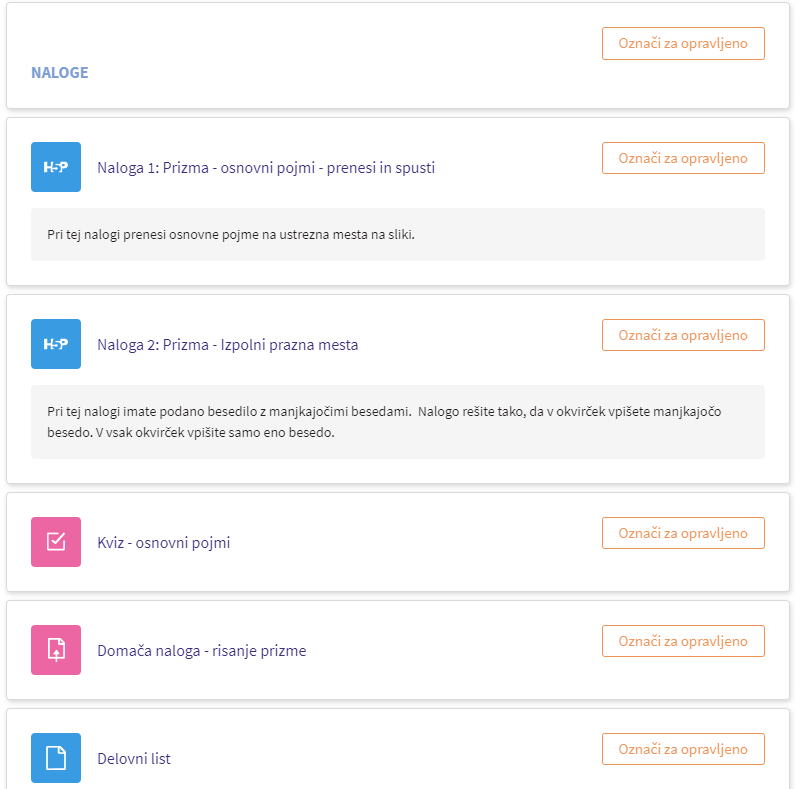 Označi za opravljeno
NALOGE
H5P
Naloga 1: Prizma - osnovni pojmi - prenesi in spusti
Označi za opravljeno
Pri tej nalogi prenesi osnovne pojme na ustrezna mesta na sliki.
H5P
Naloga 2: Prizma - Izpolni prazna mesta
Označi za opravljeno
Pri tej nalogi imate podano besedilo z manjkajočimi besedami.  Nalogo rešite tako, da v okvirček vpišete manjkajočo
besedo. V vsak okvirček vpišite samo eno besedo.
Kviz - osnovni pojmi
Označi za opravljeno
Domača naloga - risanje prizme
Označi za opravljeno
Delovni list
Označi za opravljeno